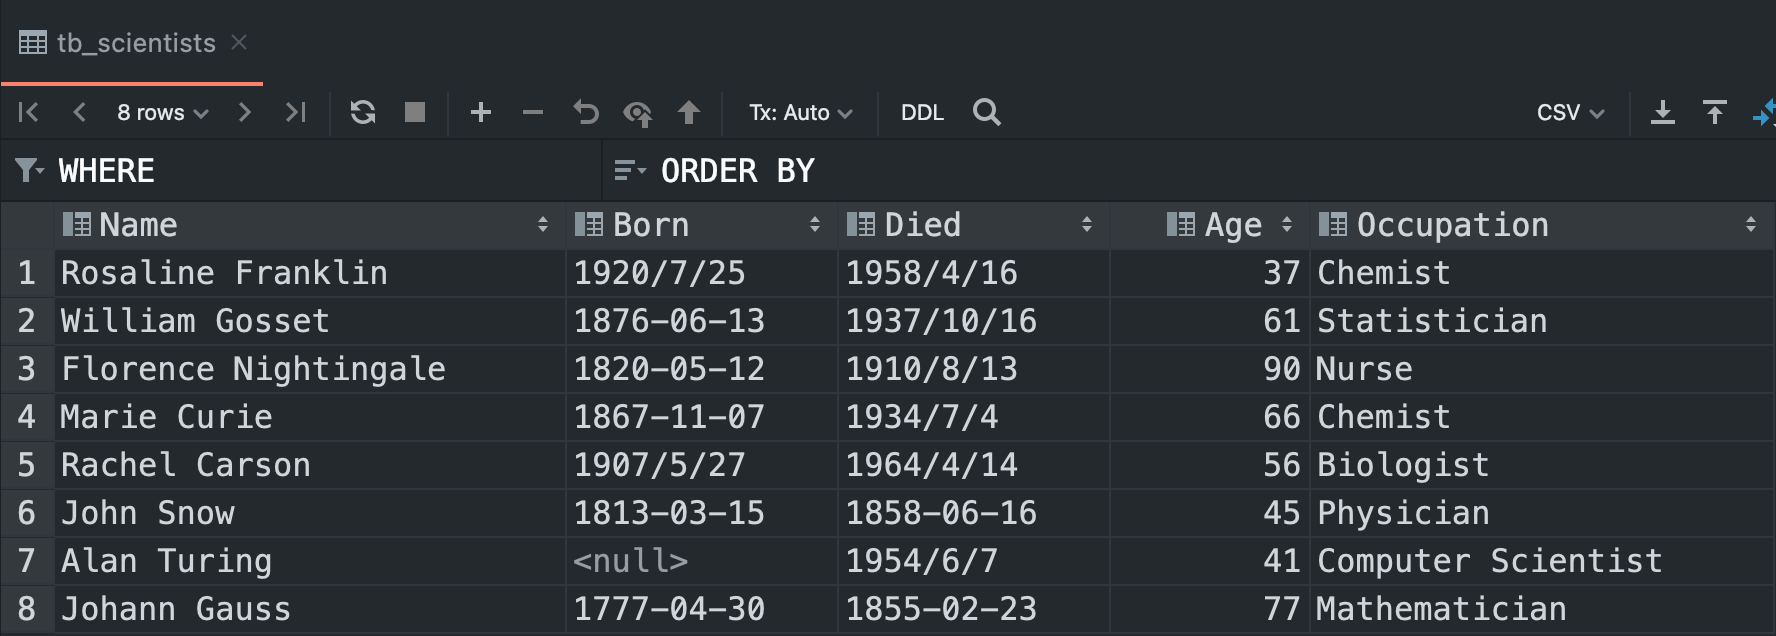 tb_scientists
8 rows Tx: Auto DDL CSV
WHERE ORDER BY
Name Born Died Age Occupation
1 Rosaline Franklin 1920/7/25 1958/4/16 37 Chemist
2 William Gosset 1876-06-13 1937/10/16 61 Statistician
3 Florence Nightingale 1820-05-12 1910/8/13 90 Nurse
4 Marie Curie 1867-11-07 1934/7/4 66 Chemist
5 Rachel Carson 1907/5/27 1964/4/14 56 Biologist
6 John Snow 1813-03-15 1858-06-16 45 Physician
7 Alan Turing <null> 1954/6/7 41 Computer Scientist
8 Johann Gauss 1777-04-30 1855-02-23 77 Mathematician